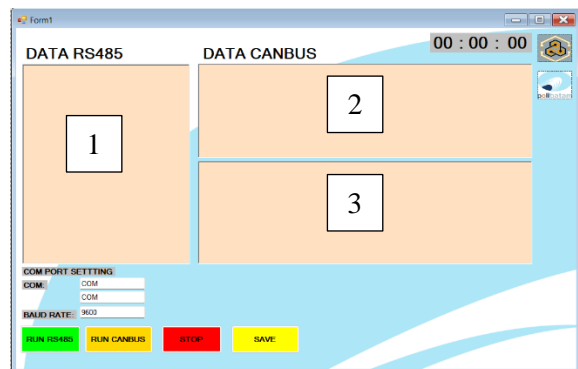 Form1
DATA RS485
DATA CANBUS
00 : 00 : 00
polibatam
1
2
3
COM PORT SETTTING
COM:
COM
COM
BAUD RATE:
9600
RUN RS485
RUN CANBUS
STOP
SAVE